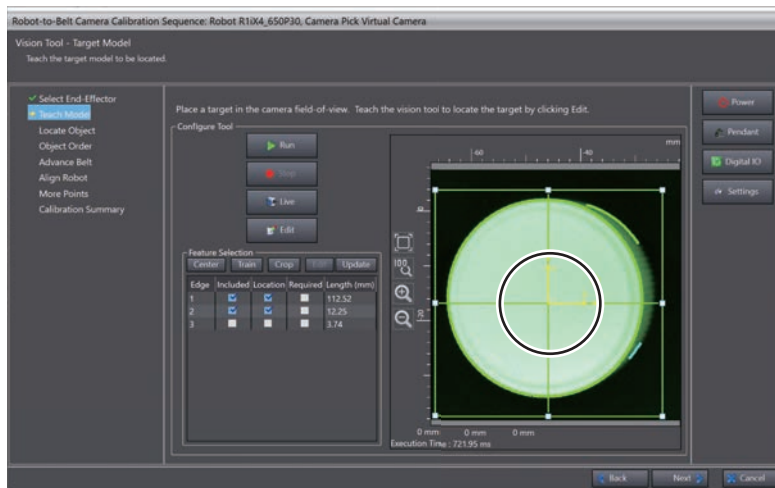 Robot-to-Belt Camera Calibration Sequence: Robot R1iX4_650P30, Camera Pick Virtual Camera
Vision Tool - Target Model
Teach the target model to be located.
Select End-Effector
Teach Model
Locate Object
Object Order
Advance Belt
Align Robot
More Points
Calibration Summary
Place a target in the camera field-of-view. Teach the vision tool to locate the target by clicking Edit.
Configure Tool
Run
Stop
Live
Edit
Feature Selection
Center Train Crop Edit Update
Edge Included Location Required Length (mm)
1 112.52
2 12.25
3 3.74
mm
-60 -40
0
20
100
0 mm 0 mm 0 mm
Execution Time : 721.95 ms
Power
Pendant
Digital IO
Settings
Back Next Cancel